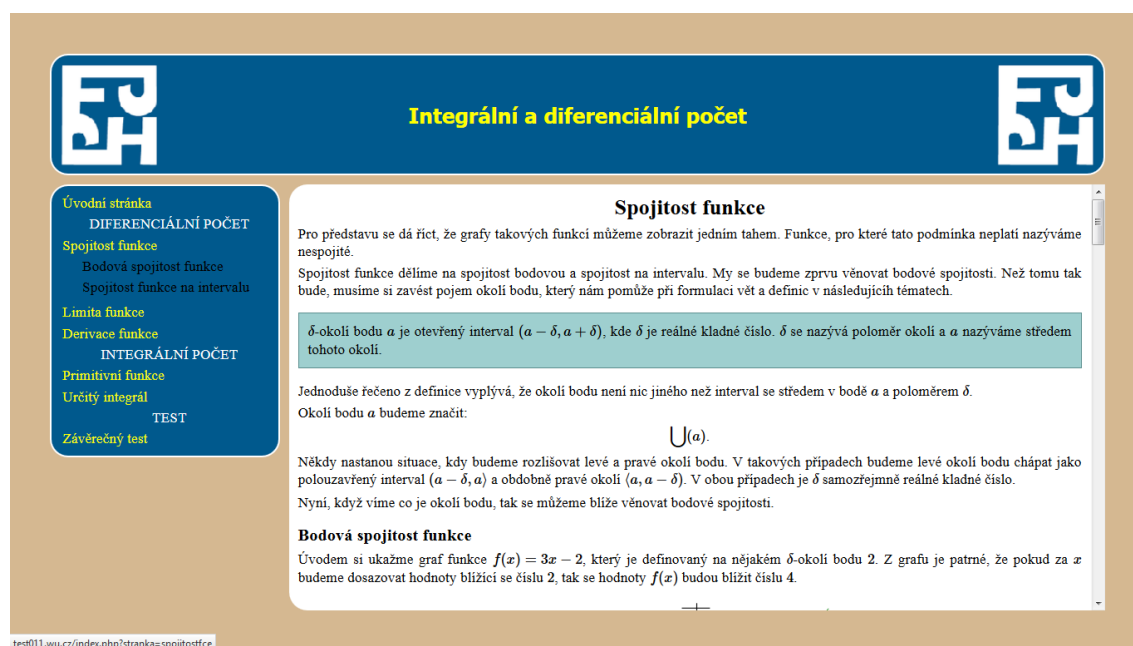 Integrální a diferenciální počet
Úvodní stránka
DIFERENCIÁLNÍ POČET
Spojitost funkce
Bodová spojitost funkce
Spojitost funkce na intervalu
Limita funkce
Derivace funkce
INTEGRÁLNÍ POČET
Primitivní funkce
Určitý integrál
TEST
Závěrečný test
Spojitost funkce
Pro představu se dá říct, že grafy takových funkcí můžeme zobrazit jedním tahem. Funkce, pro které tato podmínka neplatí nazýváme
nespojité.
Spojitost funkce dělíme na spojitost bodovou a spojitost na intervalu. My se budeme zprvu věnovat bodové spojitosti. Než tomu tak
bude, musíme si zavést pojem okolí bodu, který nám pomůže při formulaci vět a definic v následujícíh tématech.
δ-okolí bodu a je otevřený interval (a − δ, a + δ), kde δ je reálné kladné číslo. δ se nazývá poloměr okolí a a nazýváme středem
tohoto okolí.
Jednoduše řečeno z definice vyplývá, že okolí bodu není nic jiného než interval se středem v bodě a a poloměrem δ.
Okolí bodu a budeme značit:
⋃(a).
Někdy nastanou situace, kdy budeme rozlišovat levé a pravé okolí bodu. V takových případech budeme levé okolí bodu chápat jako
polouzavřený interval (a − δ, a⟩ a obdobně pravé okolí ⟨a, a − δ). V obou případech je δ samozřejmně reálné kladné číslo.
Nyní, když víme co je okolí bodu, tak se můžeme blíže věnovat bodové spojitosti.
Bodová spojitost funkce
Úvodem si ukažme graf funkce f(x) = 3x − 2, který je definovaný na nějakém δ-okolí bodu 2. Z grafu je patrné, že pokud za x
budeme dosazovat hodnoty blížící se číslu 2, tak se hodnoty f(x) budou blížit číslu 4.
test011.wu.cz/index.php?stranka=spojitostfce